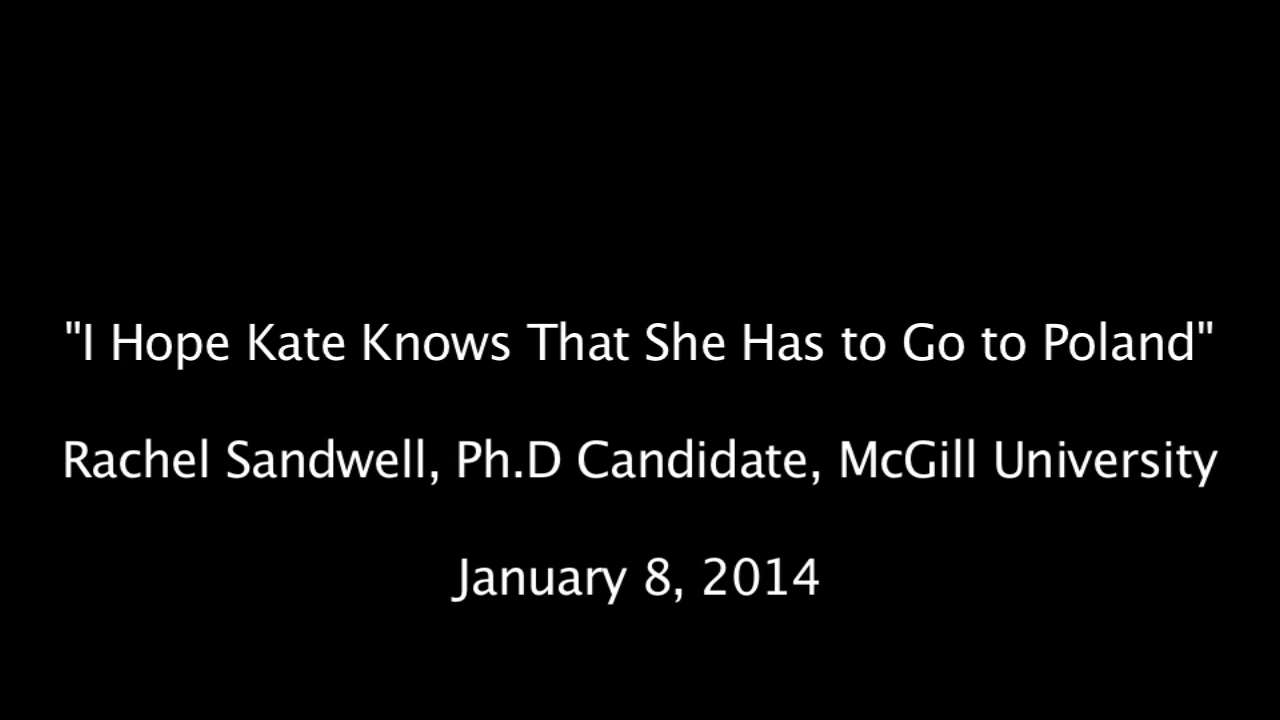 "I Hope Kate Knows That She Has to Go to Poland"
Rachel Sandwell, Ph.D Candidate, McGill University
January 8, 2014